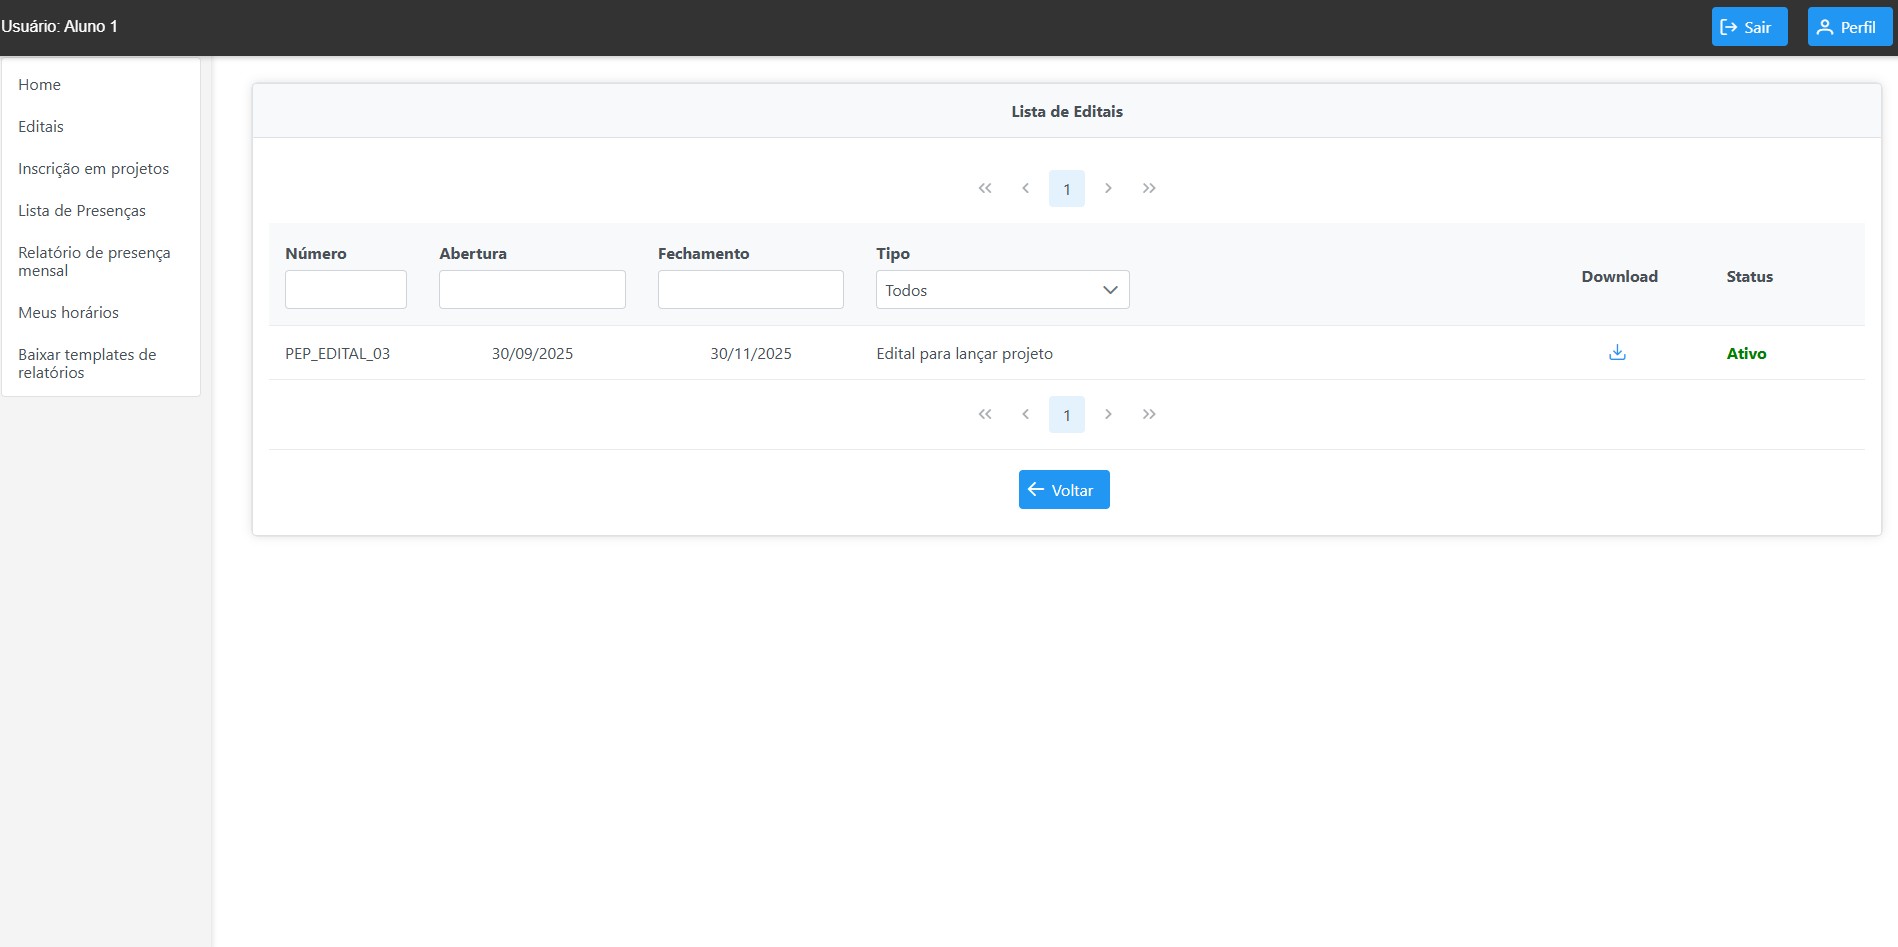 Usuário: Aluno 1
Sair
Perfil
Home
Editais
Inscrição em projetos
Lista de Presenças
Relatório de presença
mensal
Meus horários
Baixar templates de
relatórios
Lista de Editais
1
Número
Abertura
Fechamento
Tipo
Todos
Download
Status
PEP_EDITAL_03
30/09/2025
30/11/2025
Edital para lançar projeto
Ativo
1
Voltar